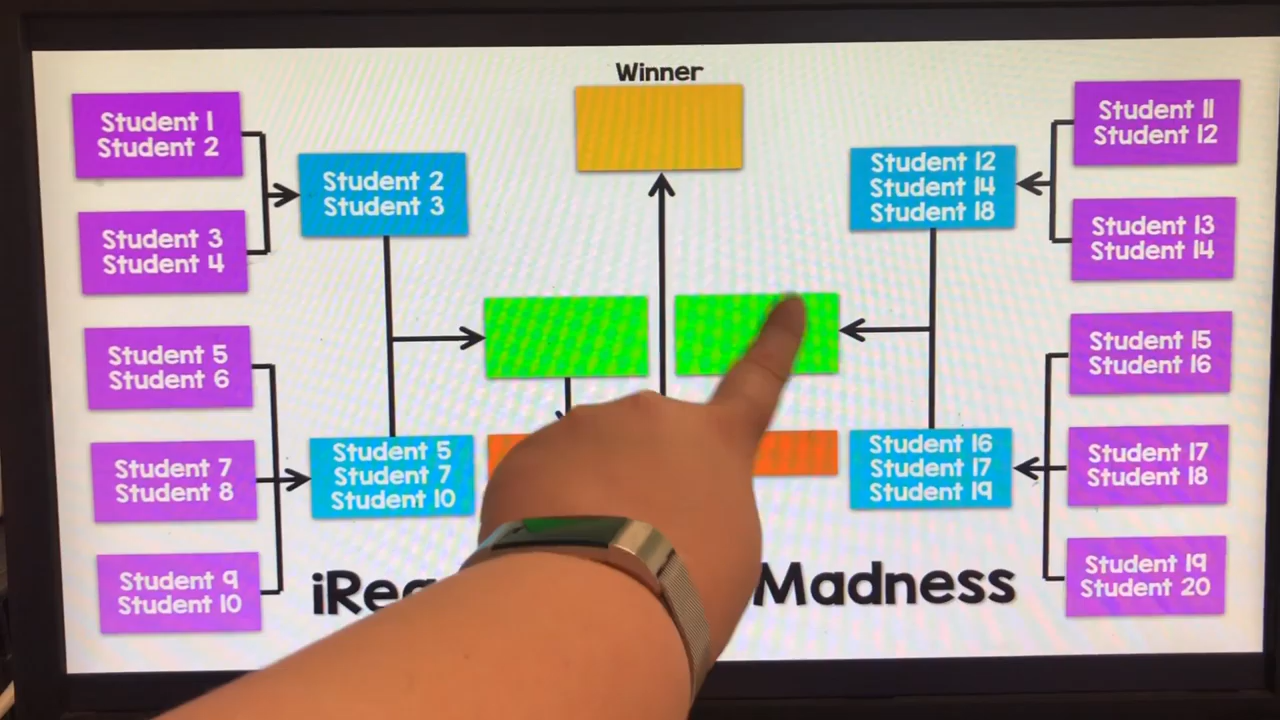 Winner
Student 1
Student 2
Student 3
Student 4
Student 5
Student 6
Student 7
Student 8
Student 9
Student 10
Student 2
Student 3
Student 5
Student 7
Student 10
Student 12
Student 14
Student 18
Student 16
Student 17
Student 19
Student 11
Student 12
Student 13
Student 14
Student 15
Student 16
Student 17
Student 18
Student 19
Student 20
Madness